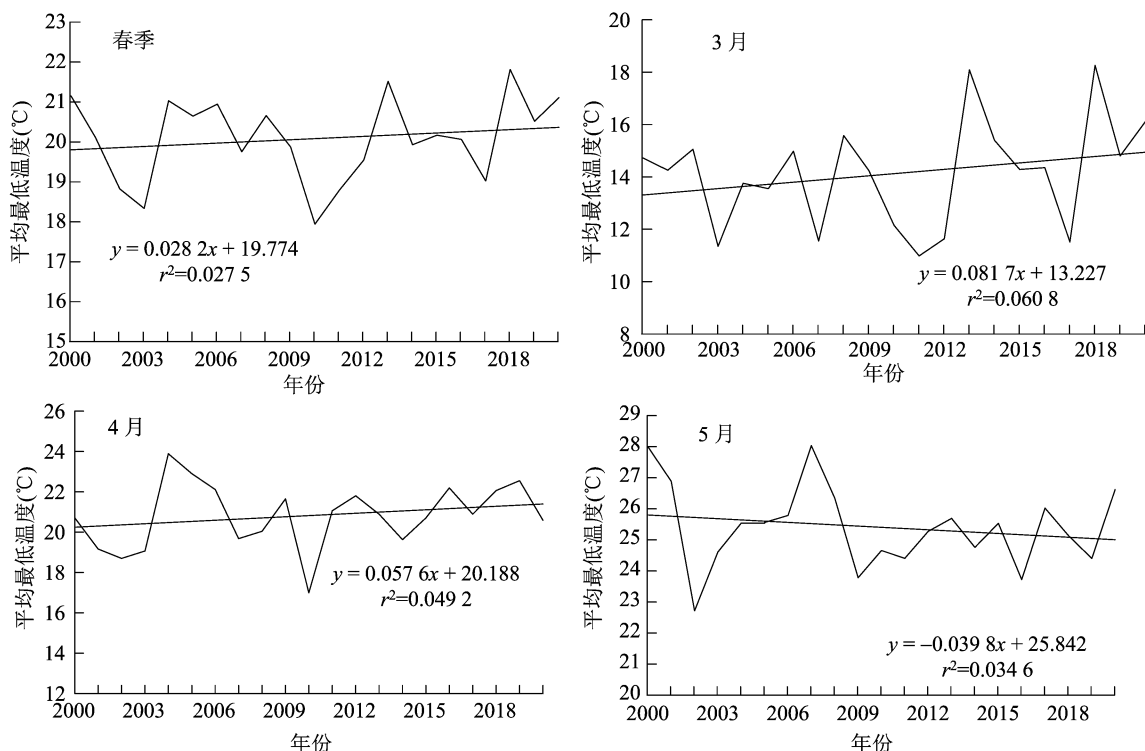 春季
平均最低温度(℃)
23
22
21
20
19
18
17
16
15
y = 0.028 2x + 19.774
r²=0.027 5
2000 2003 2006 2009 2012 2015 2018
年份
3 月
平均最低温度(℃)
20
18
16
14
12
10
8
y = 0.081 7x + 13.227
r²=0.060 8
2000 2003 2006 2009 2012 2015 2018
年份
4 月
平均最低温度(℃)
26
24
22
20
18
16
14
12
y = 0.057 6x + 20.188
r²=0.049 2
2000 2003 2006 2009 2012 2015 2018
年份
5 月
平均最低温度(℃)
29
28
27
26
25
24
23
22
21
20
y = –0.039 8x + 25.842
r²=0.034 6
2000 2003 2006 2009 2012 2015 2018
年份